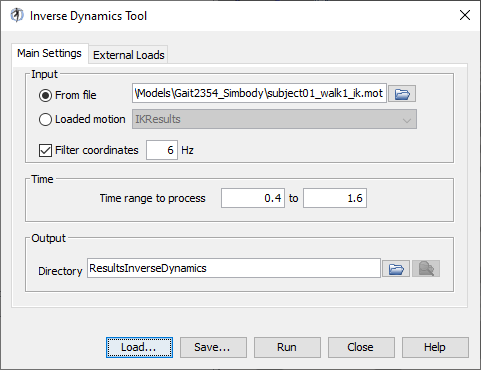 Inverse Dynamics Tool
Main Settings External Loads
Input
From file \Models\Gait2354_Simbody\subject01_walk1_ik.mot
Loaded motion IKResults
Filter coordinates 6 Hz
Time
Time range to process 0.4 to 1.6
Output
Directory ResultsInverseDynamics
Load... Save... Run Close Help